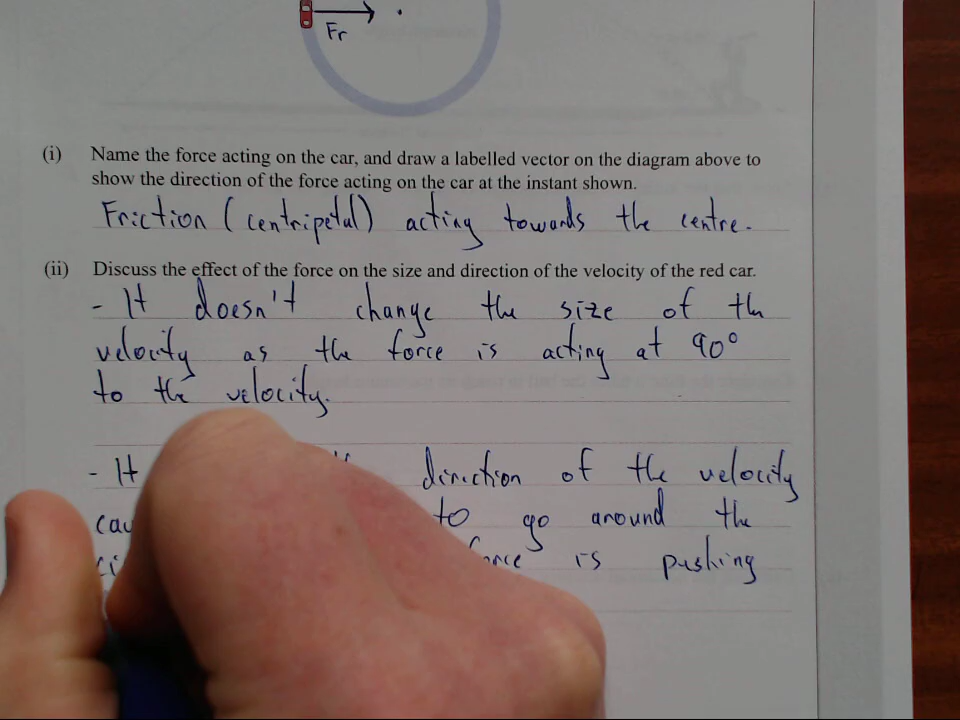 Fr
(i) Name the force acting on the car, and draw a labelled vector on the diagram above to
show the direction of the force acting on the car at the instant shown.
Friction (centripetal) acting towards the centre.
(ii) Discuss the effect of the force on the size and direction of the velocity of the red car.
- It doesn't change the size of the
velocity as the force is acting at 90°
to the velocity.
- It direction of the velocity
to go around the
is pushing